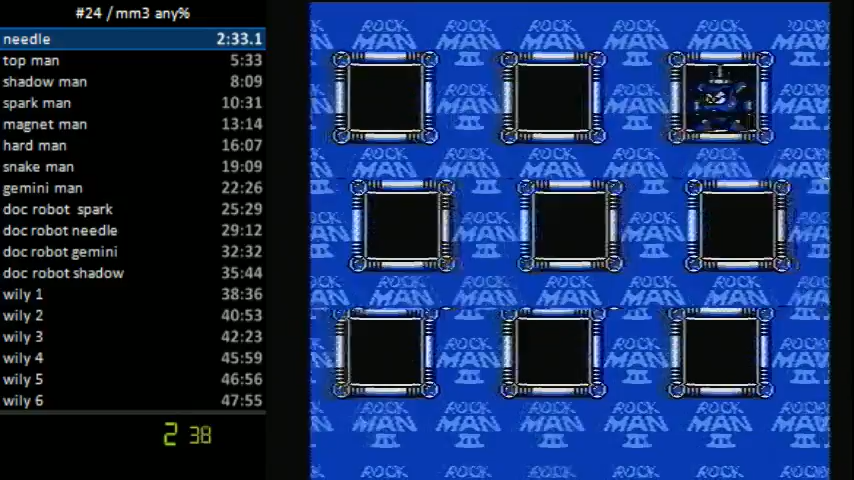 #24 / mm3 any%
needle 2:33.1
top man 5:33
shadow man 8:09
spark man 10:31
magnet man 13:14
hard man 16:07
snake man 19:09
gemini man 22:26
doc robot spark 25:29
doc robot needle 29:12
doc robot gemini 32:32
doc robot shadow 35:44
wily 1 38:36
wily 2 40:53
wily 3 42:23
wily 4 45:59
wily 5 46:56
wily 6 47:55
2 38
ROCK MAN III